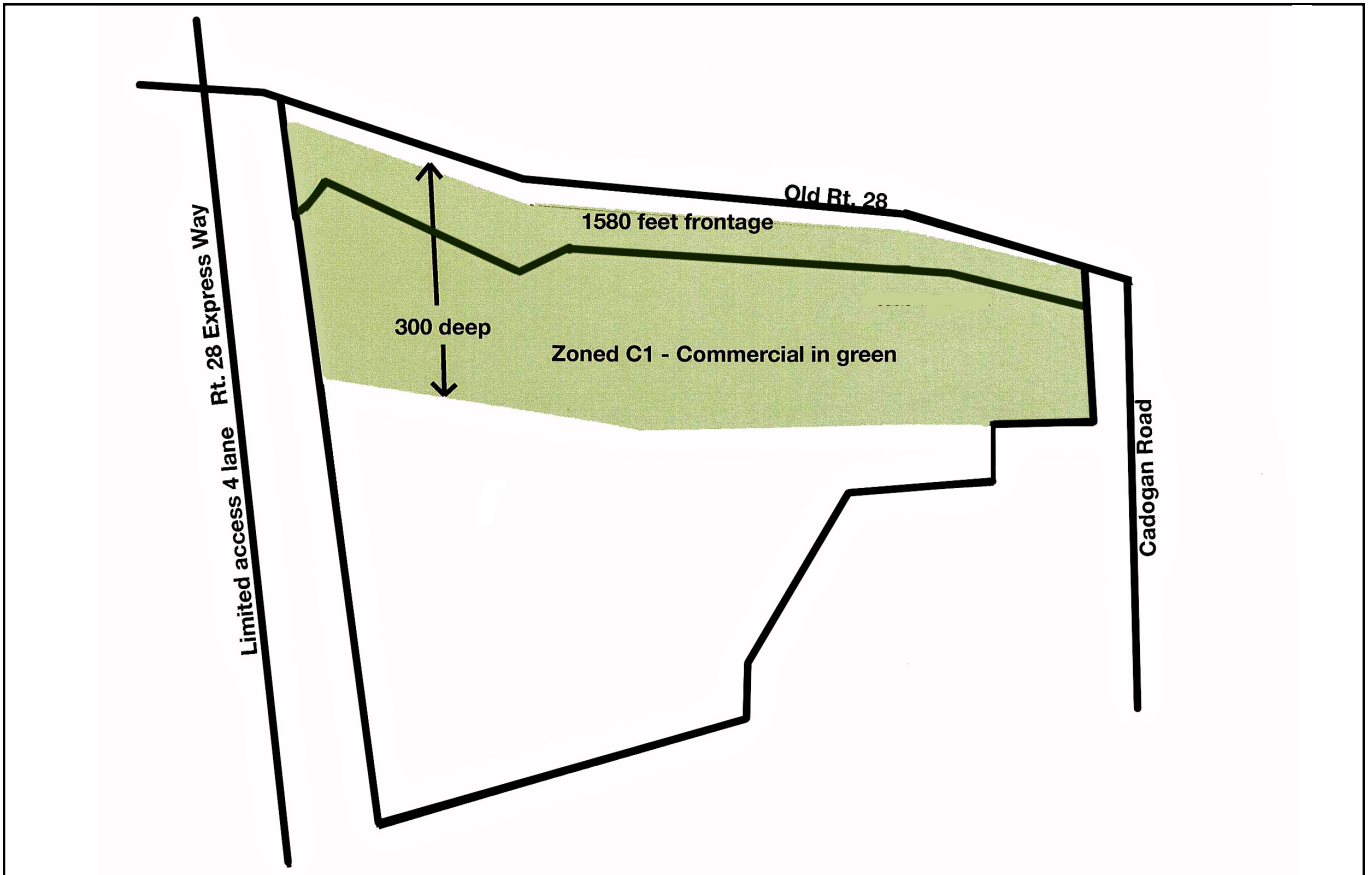 Old Rt. 28
1580 feet frontage
300 deep
Zoned C1 - Commercial in green
Limited access 4 lane Rt. 28 Express Way
Cadogan Road